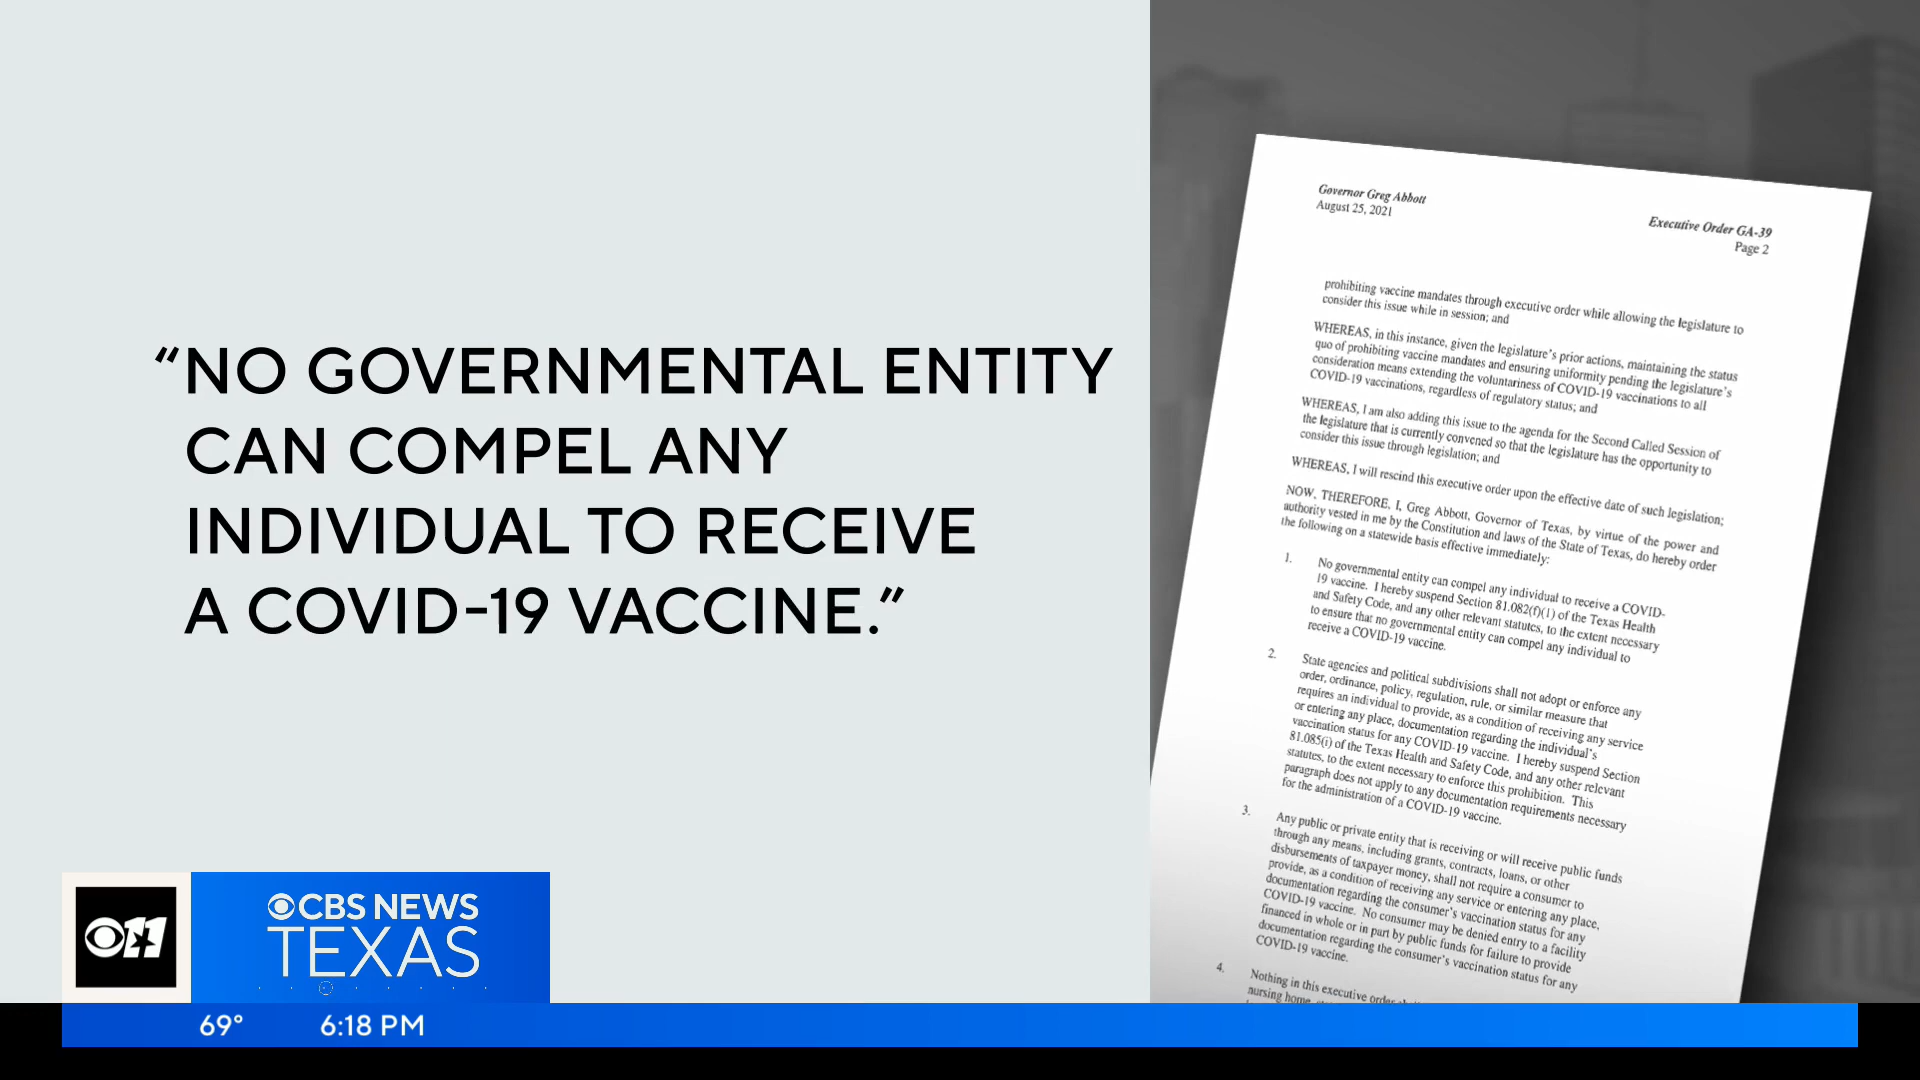 “NO GOVERNMENTAL ENTITY
CAN COMPEL ANY
INDIVIDUAL TO RECEIVE
A COVID-19 VACCINE.”
Governor Greg Abbott
August 25, 2021
Executive Order GA-39
Page 2
prohibiting vaccine mandates through executive order while allowing the legislature to
consider this issue while in session; and
WHEREAS, in this instance, given the legislature's prior actions, maintaining the status
quo of prohibiting vaccine mandates and ensuring uniformity pending the legislature's
consideration means extending the voluntariness of COVID-19 vaccinations to all
COVID-19 vaccinations, regardless of regulatory status; and
WHEREAS, I am also adding this issue to the agenda for the Second Called Session of
the legislature that is currently convened so that the legislature has the opportunity to
consider this issue through legislation; and
WHEREAS, I will rescind this executive order upon the effective date of such legislation;
NOW, THEREFORE, I, Greg Abbott, Governor of Texas, by virtue of the power and
authority vested in me by the Constitution and laws of the State of Texas, do hereby order
the following on a statewide basis effective immediately:
1. No governmental entity can compel any individual to receive a COVID-
19 vaccine. I hereby suspend Section 81.082(f)(1) of the Texas Health
and Safety Code, and any other relevant statutes, to the extent necessary
to ensure that no governmental entity can compel any individual to
receive a COVID-19 vaccine.
2. State agencies and political subdivisions shall not adopt or enforce any
order, ordinance, policy, regulation, rule, or similar measure that
requires an individual to provide, as a condition of receiving any service
or entering any place, documentation regarding the individual's
vaccination status for any COVID-19 vaccine. I hereby suspend Section
81.085(i) of the Texas Health and Safety Code, and any other relevant
statutes, to the extent necessary to enforce this prohibition. This
paragraph does not apply to any documentation requirements necessary
for the administration of a COVID-19 vaccine.
3. Any public or private entity that is receiving or will receive public funds
through any means, including grants, contracts, loans, or other
disbursements of taxpayer money, shall not require a consumer to
provide, as a condition of receiving any service or entering any place,
documentation regarding the consumer's vaccination status for any
COVID-19 vaccine. No consumer may be denied entry to a facility
financed in whole or in part by public funds for failure to provide
documentation regarding the consumer's vaccination status for any
COVID-19 vaccine.
4. Nothing in this executive order
nursing home,
11
CBS NEWS
TEXAS
69° 6:18 PM